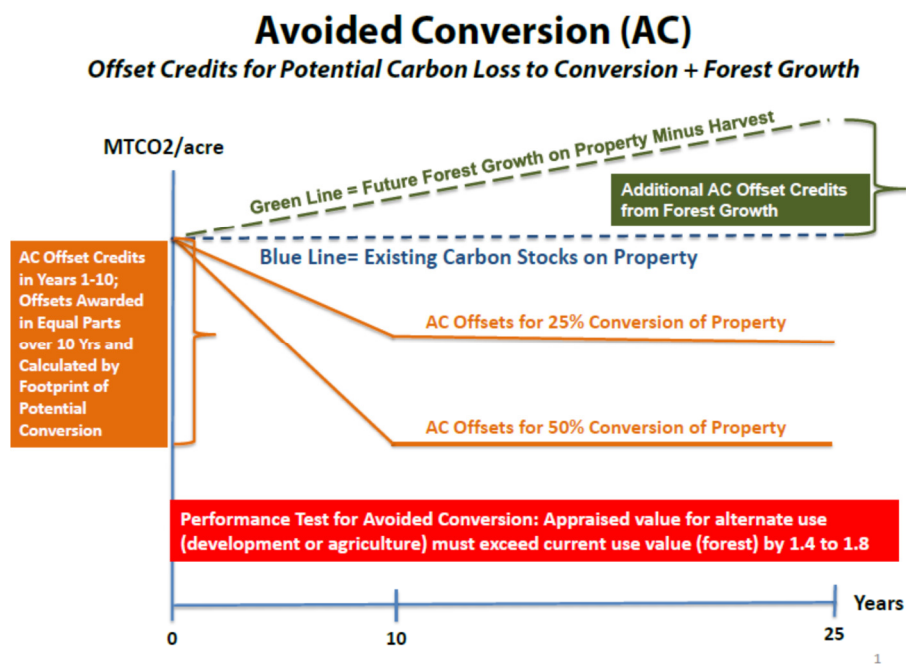 Avoided Conversion (AC)
Offset Credits for Potential Carbon Loss to Conversion + Forest Growth
MTCO2/acre
Green Line = Future Forest Growth on Property Minus Harvest
Additional AC Offset Credits
from Forest Growth
Blue Line= Existing Carbon Stocks on Property
AC Offset Credits
in Years 1-10;
Offsets Awarded
in Equal Parts
over 10 Yrs and
Calculated by
Footprint of
Potential
Conversion
AC Offsets for 25% Conversion of Property
AC Offsets for 50% Conversion of Property
Performance Test for Avoided Conversion: Appraised value for alternate use
(development or agriculture) must exceed current use value (forest) by 1.4 to 1.8
Years
0
10
25
1